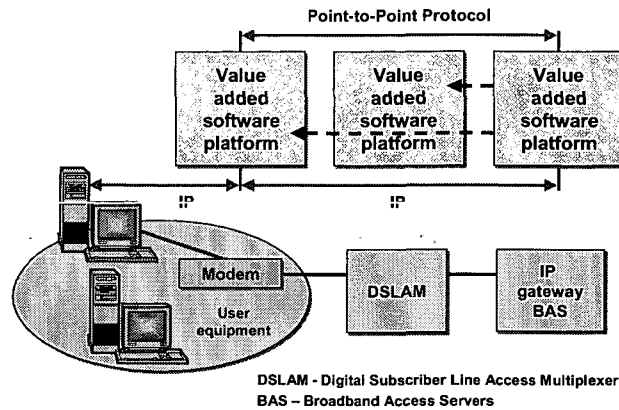 Point-to-Point Protocol
Value
added
software
platform
Value
added
software
platform
Value
added
software
platform
IP
IP
Modem
User
equipment
DSLAM
IP
gateway
BAS
DSLAM - Digital Subscriber Line Access Multiplexer
BAS – Broadband Access Servers